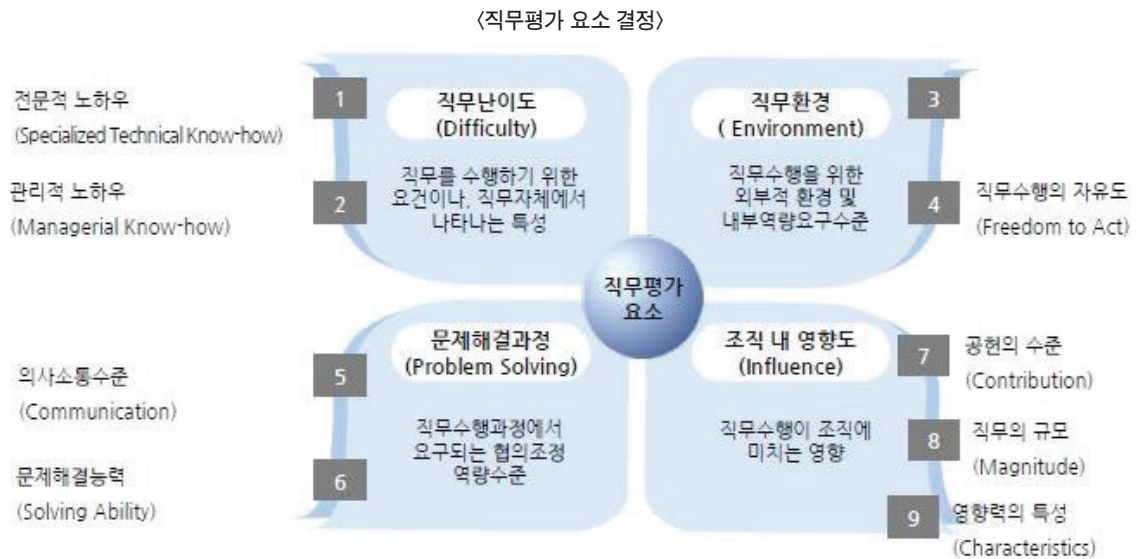 〈직무평가 요소 결정〉
전문적 노하우
(Specialized Technical Know-how)
1
관리적 노하우
(Managerial Know-how)
2
직무난이도
(Difficulty)
직무를 수행하기 위한
요건이나, 직무자체에서
나타나는 특성
직무환경
( Environment)
직무수행을 위한
외부적 환경 및
내부역량요구수준
3
4
직무수행의 자유도
(Freedom to Act)
직무평가
요소
의사소통수준
(Communication)
5
문제해결능력
(Solving Ability)
6
문제해결과정
(Problem Solving)
직무수행과정에서
요구되는 협의조정
역량수준
조직 내 영향도
(Influence)
직무수행이 조직에
미치는 영향
7
공헌의 수준
(Contribution)
8
직무의 규모
(Magnitude)
9
영향력의 특성
(Characteristics)